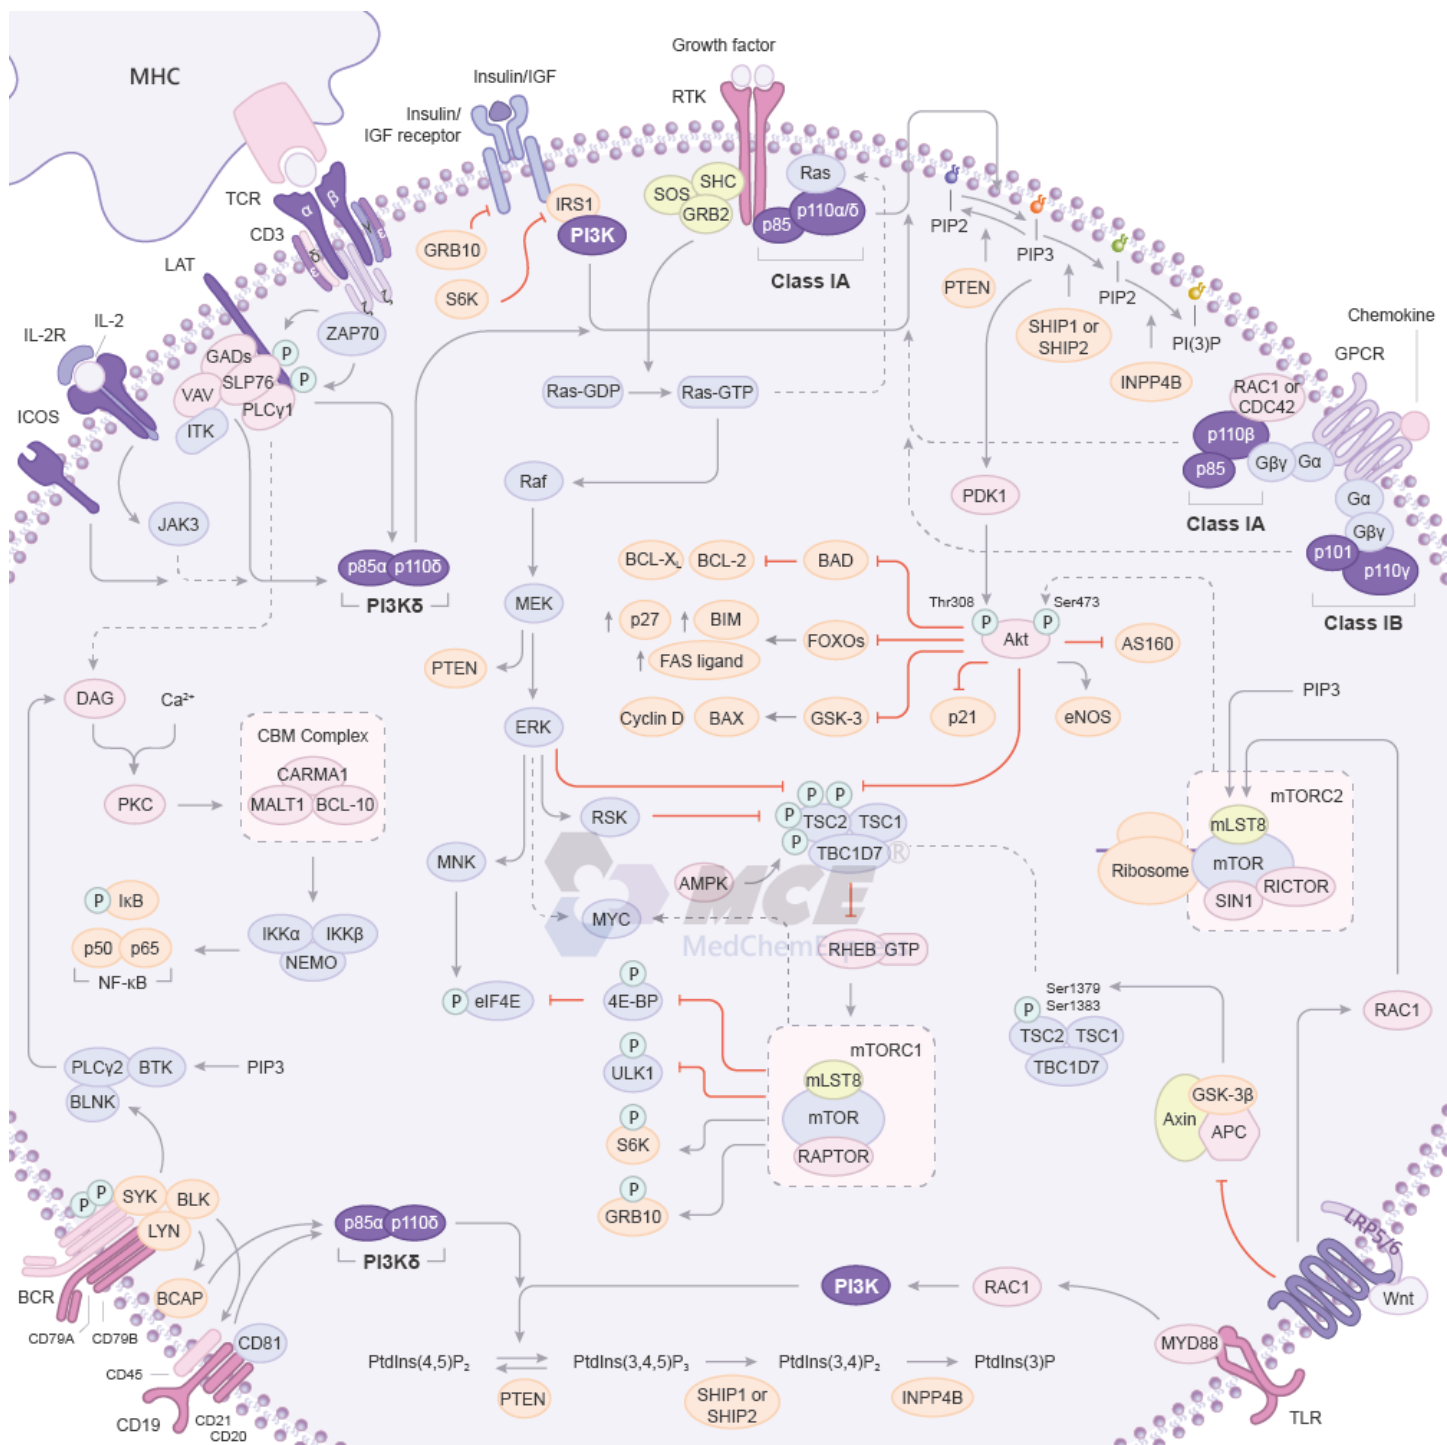 Growth factor
MHC
Insulin/IGF
RTK
Insulin/
IGF receptor
TCR
α
β
γ
ε
CD3
δ
ε
ζ
ζ
LAT
IRS1
PI3K
GRB10
S6K
SOS
SHC
GRB2
Ras
p85
p110α/δ
Class IA
PIP2
PIP3
PTEN
PIP2
SHIP1 or
SHIP2
PI(3)P
INPP4B
Chemokine
GPCR
RAC1 or
CDC42
p110β
p85
Gβγ
Gα
Class IA
Gα
Gβγ
p101
p110γ
Class IB
IL-2R
IL-2
ICOS
ZAP70
P
P
GADs
SLP76
VAV
PLCγ1
ITK
JAK3
p85α
p110δ
PI3Kδ
Ras-GDP
Ras-GTP
Raf
MEK
PTEN
ERK
PDK1
BCL-XL
BCL-2
BAD
p27
BIM
FAS ligand
FOXOs
Cyclin D
BAX
GSK-3
p21
eNOS
AS160
Thr308
Ser473
P
P
Akt
PIP3
DAG
Ca²⁺
PKC
CBM Complex
CARMA1
MALT1
BCL-10
P
IκB
p50
p65
NF-κB
IKKα
IKKβ
NEMO
RSK
MNK
MYC
AMPK
P
P
P
P
TSC2
TSC1
TBC1D7
MCE
®
MedChemExpress
RHEB
GTP
mTORC2
mLST8
mTOR
SIN1
RICTOR
Ribosome
P
eIF4E
P
4E-BP
P
ULK1
P
S6K
P
GRB10
mTORC1
mLST8
mTOR
RAPTOR
Ser1379
Ser1383
P
TSC2
TSC1
TBC1D7
RAC1
Axin
GSK-3β
APC
PLCγ2
BTK
BLNK
PIP3
P
P
SYK
BLK
LYN
BCR
CD79A
CD79B
BCAP
CD81
CD45
CD19
CD21
CD20
p85α
p110δ
PI3Kδ
PI3K
RAC1
MYD88
TLR
LRP5/6
Wnt
PtdIns(4,5)P₂
PtdIns(3,4,5)P₃
PtdIns(3,4)P₂
PtdIns(3)P
PTEN
SHIP1 or
SHIP2
INPP4B